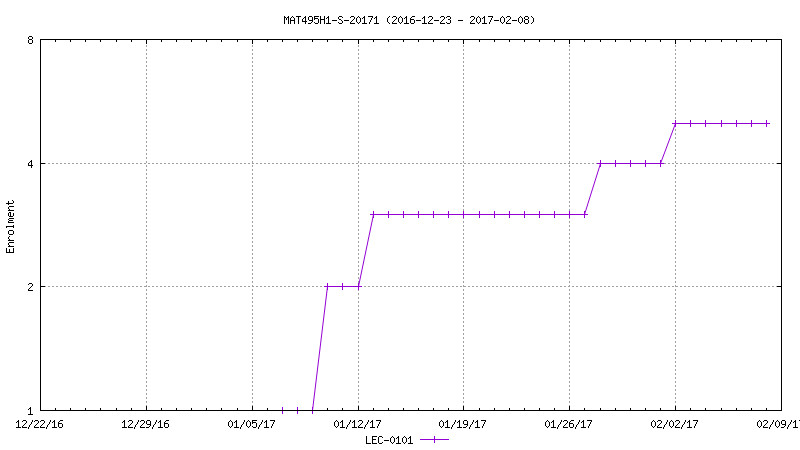 MAT495H1-S-20171 (2016-12-23 - 2017-02-08)
8
4
2
1
Enrolment
12/22/16 12/29/16 01/05/17 01/12/17 01/19/17 01/26/17 02/02/17 02/09/1
LEC-0101